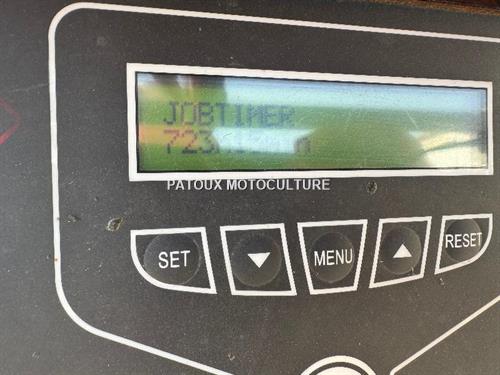 JOBTIMER
PATOUX MOTOCULTURE
SET
MENU
RESET